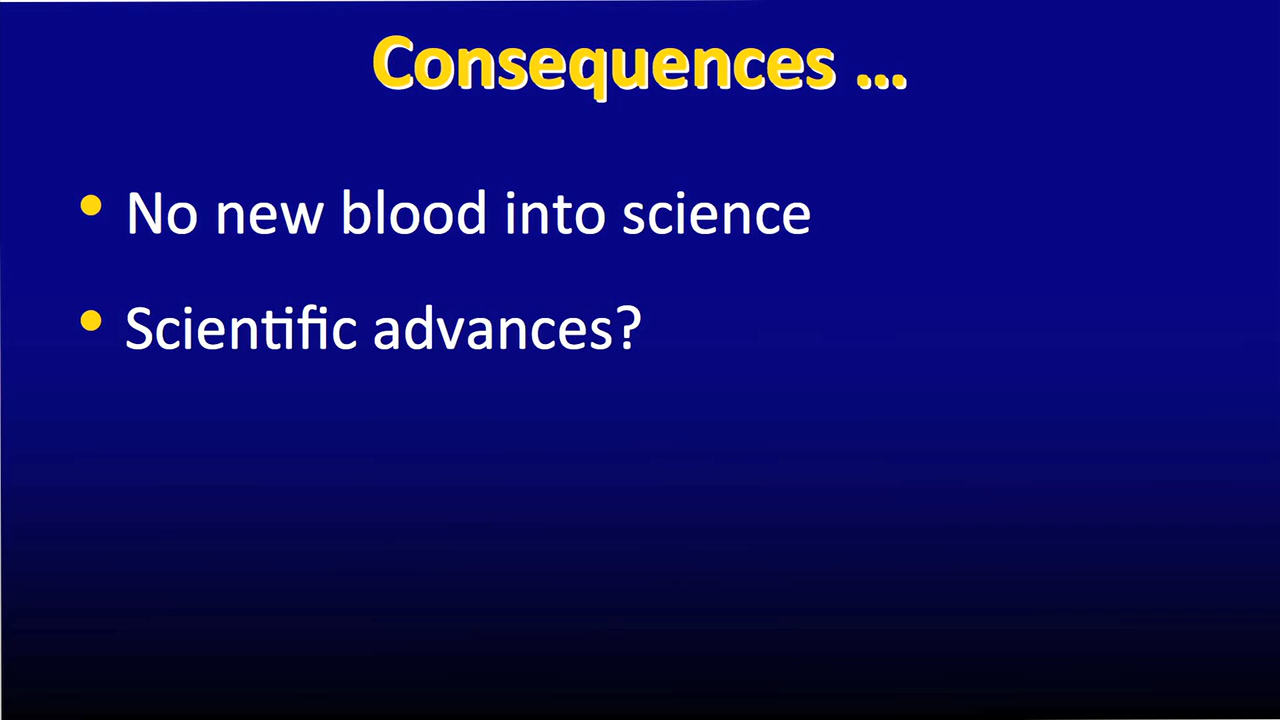 Consequences ...
• No new blood into science
• Scientific advances?